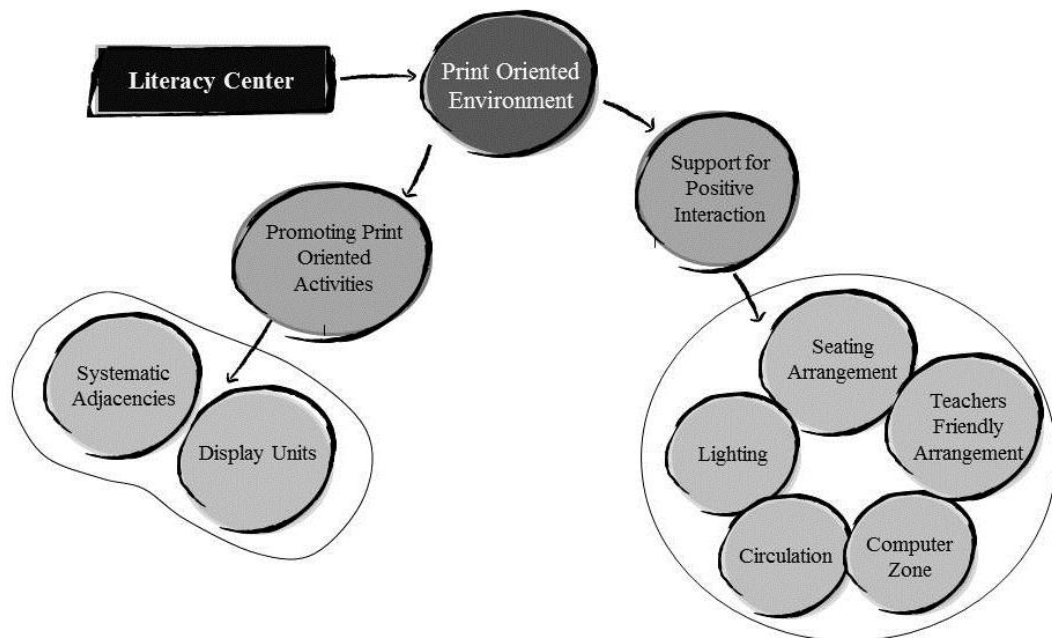 Literacy Center
Print Oriented
Environment
Support for
Positive
Interaction
Promoting Print
Oriented
Activities
Systematic
Adjacencies
Display Units
Seating
Arrangement
Teachers
Friendly
Arrangement
Lighting
Circulation
Computer
Zone